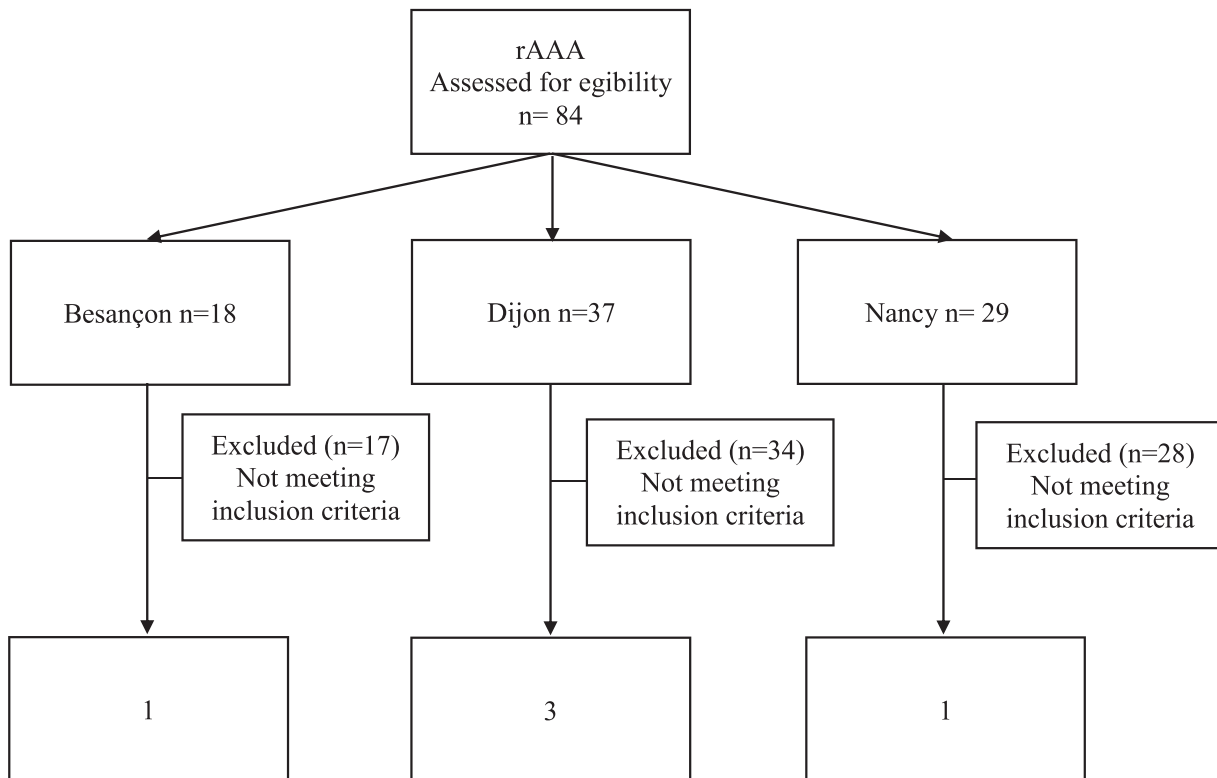 rAAA
Assessed for egibility
n= 84
Besançon n=18
Dijon n=37
Nancy n= 29
Excluded (n=17)
Not meeting
inclusion criteria
Excluded (n=34)
Not meeting
inclusion criteria
Excluded (n=28)
Not meeting
inclusion criteria
1
3
1